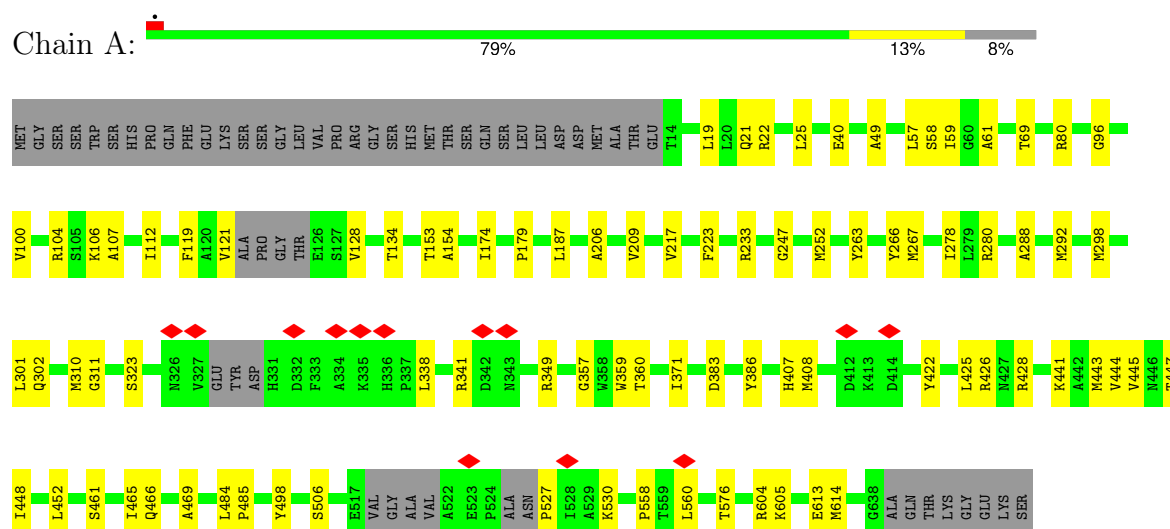 Chain A:
79% 13% 8%
MET GLY SER SER TRP SER HIS PRO GLN PHE GLU LYS SER SER GLY LEU VAL PRO ARG GLY SER HIS MET THR SER GLN SER LEU LEU ASP ASP MET ALA THR GLU T14 L19 L20 Q21 R22 L25 E40 A49 L57 S58 I59 G60 A61 T69 R80 G96
V100 R104 S105 K106 A107 I112 F119 A120 V121 ALA PRO GLY THR E126 S127 V128 T134 T153 A154 I174 P179 L187 A206 V209 V217 F223 R233 G247 M252 Y263 Y266 M267 I278 L279 R280 A288 M292 M298
L301 Q302 M310 G311 S323 N326 V327 GLU TYR ASP H331 D332 F333 A334 K335 H336 P337 L338 R341 D342 N343 R349 G357 W358 W359 T360 I371 D383 Y386 H407 M408 D412 K413 D414 Y422 L425 R426 N427 R428 K441 A442 M443 V444 V445 N446 T447
I448 L452 S461 I465 Q466 A469 L484 P485 Y498 S506 E517 VAL GLY ALA VAL A522 E523 P524 ALA ASN P527 I528 A529 K530 P558 T559 L560 T576 R604 K605 E613 M614 G638 ALA GLN THR LYS GLY GLU LYS SER